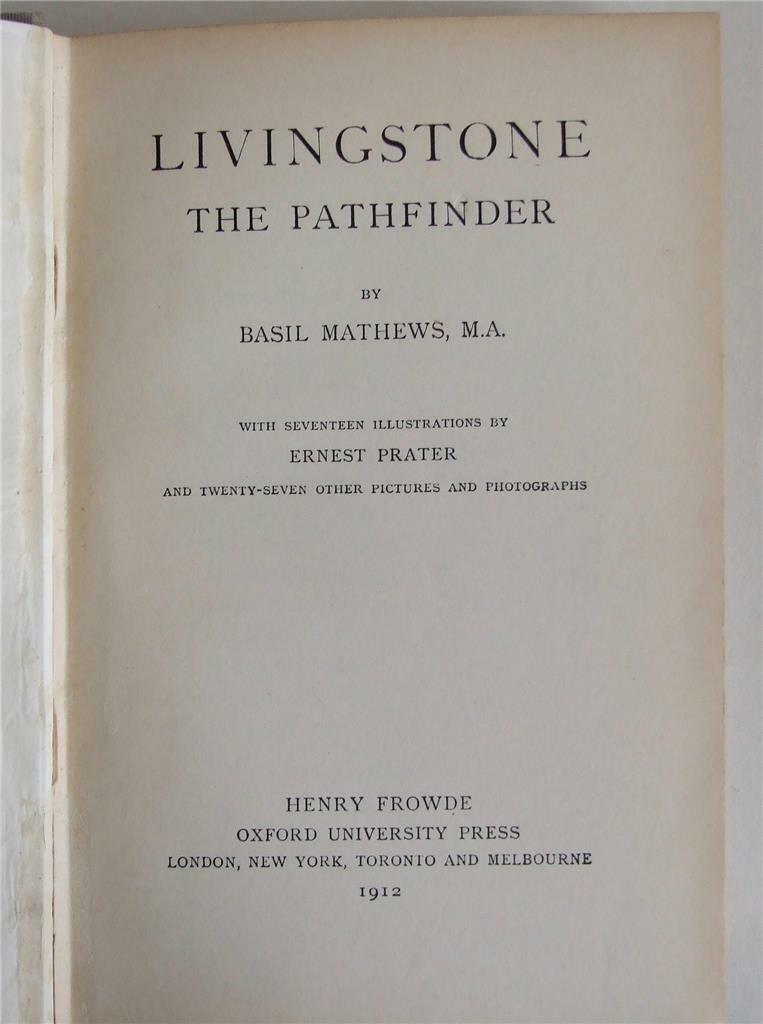 LIVINGSTONE
THE PATHFINDER
BY
BASIL MATHEWS, M.A.
WITH SEVENTEEN ILLUSTRATIONS BY
ERNEST PRATER
AND TWENTY-SEVEN OTHER PICTURES AND PHOTOGRAPHS
HENRY FROWDE
OXFORD UNIVERSITY PRESS
LONDON, NEW YORK, TORONTO AND MELBOURNE
1912